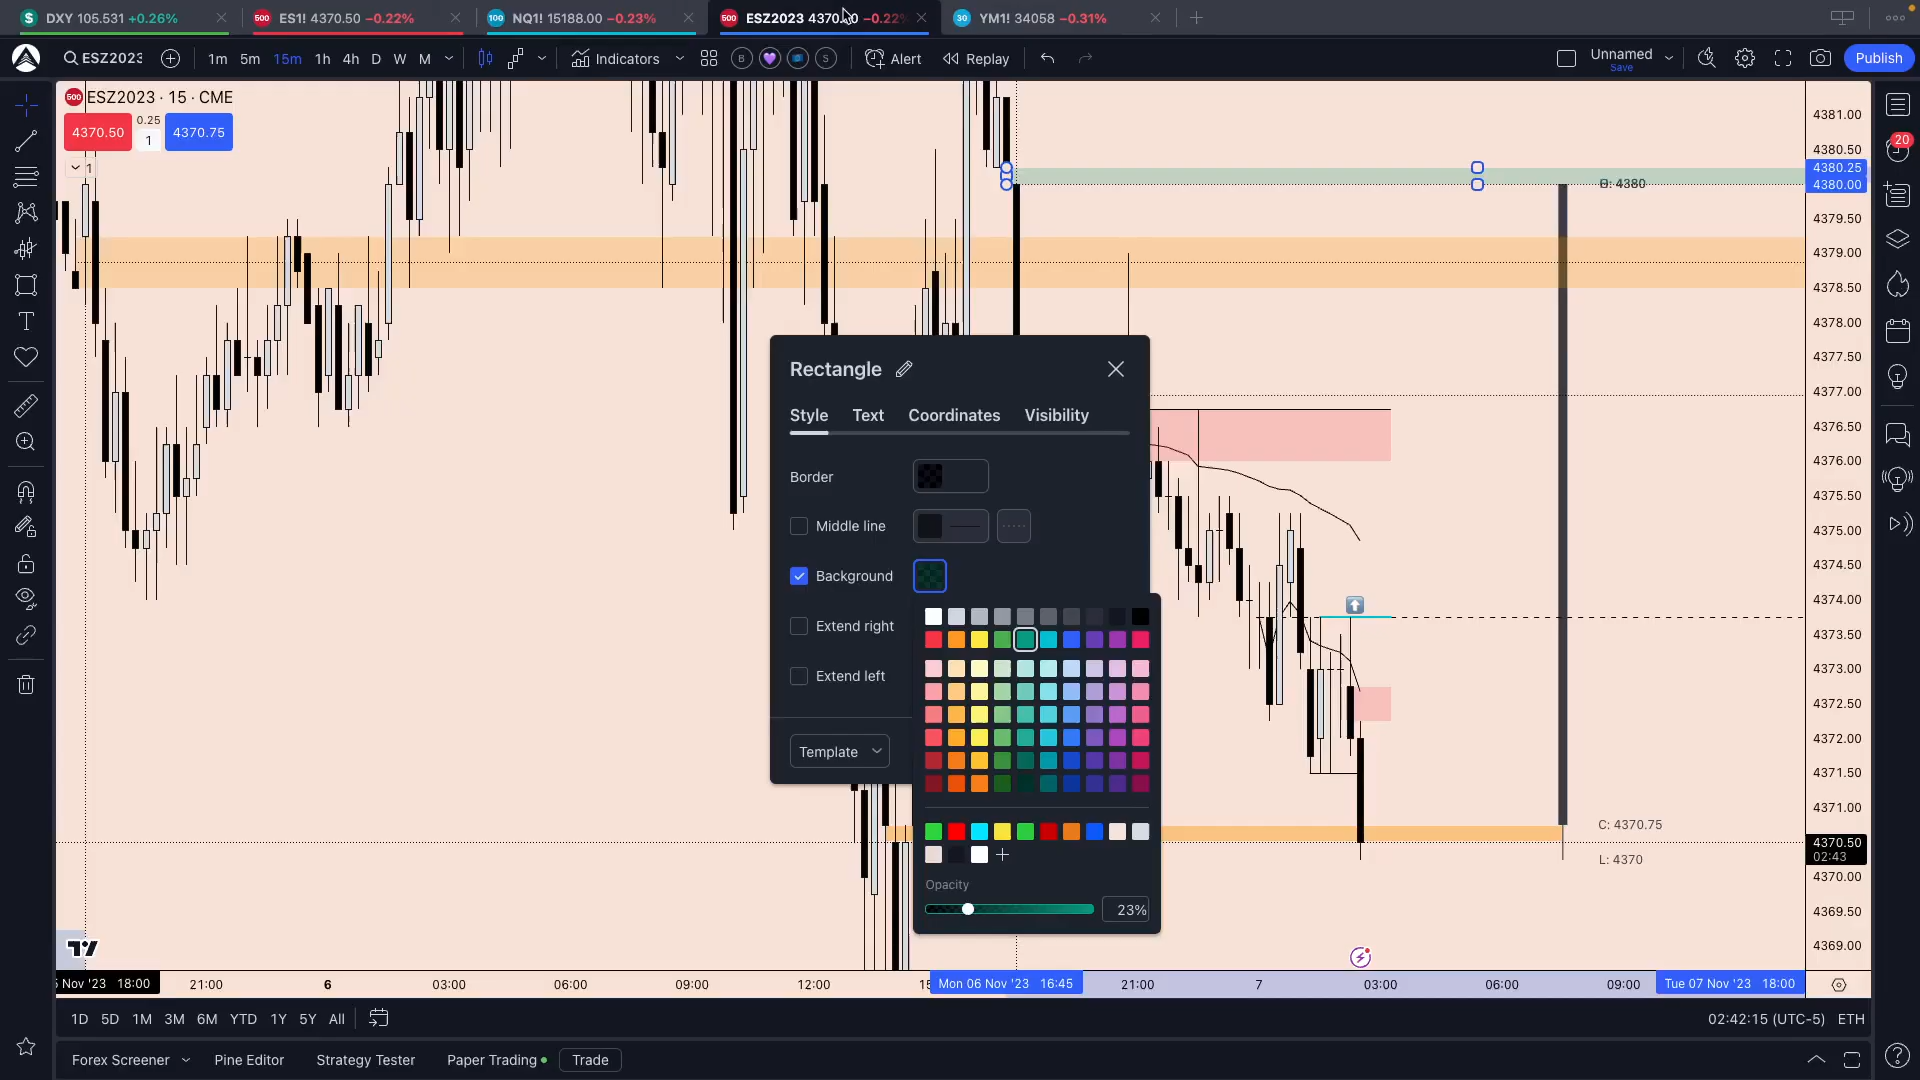 DXY 105.531 +0.26%
500 ES1! 4370.50 −0.22%
100 NQ1! 15188.00 −0.23%
500 ESZ2023 −0.22%
30 YM1! 34058 −0.31%
ESZ2023
1m 5m 15m 1h 4h D W M
Indicators
B
S
Alert
Replay
Unnamed
Save
Publish
500 ESZ2023 · 15 · CME
4370.50
0.25
1
4370.75
1
20
4381.00
4380.50
4380.25
4380.00
4379.50
4379.00
4378.50
4378.00
4377.50
4377.00
4376.50
4376.00
4375.50
4375.00
4374.50
4374.00
4373.50
4373.00
4372.50
4372.00
4371.50
4371.00
4370.50
02:43
4370.00
4369.50
4369.00
: 4380
C: 4370.75
L: 4370
Rectangle
Style
Text
Coordinates
Visibility
Border
Middle line
Background
Extend right
Extend left
Template
Opacity
23%
Nov '23 18:00
21:00
6
03:00
06:00
09:00
12:00
Mon 06 Nov '23 16:45
21:00
7
03:00
06:00
09:00
Tue 07 Nov '23 18:00
1D 5D 1M 3M 6M YTD 1Y 5Y All
02:42:15 (UTC-5) ETH
Forex Screener
Pine Editor
Strategy Tester
Paper Trading
Trade